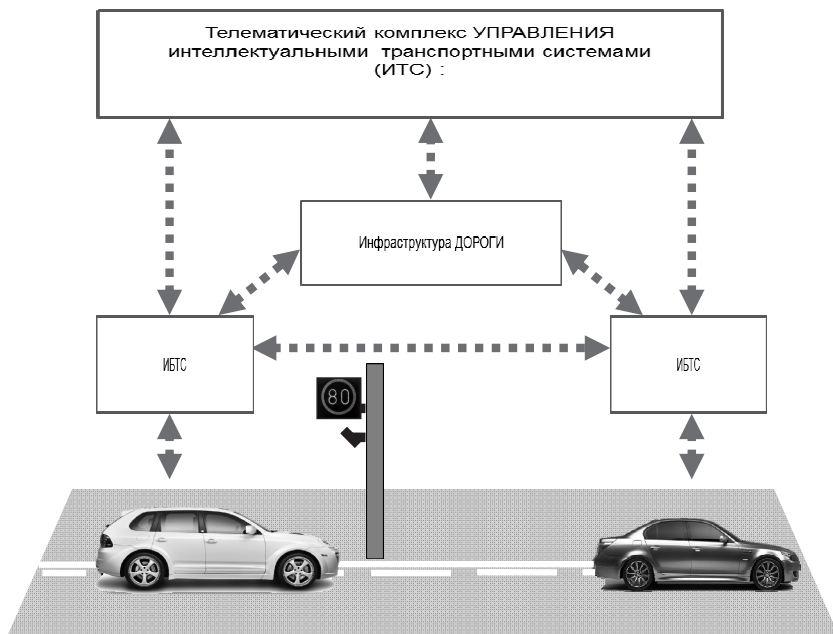 Телематический комплекс УПРАВЛЕНИЯ
интеллектуальными транспортными системами
(ИТС) :
Инфраструктура ДОРОГИ
ИБТС
ИБТС
80